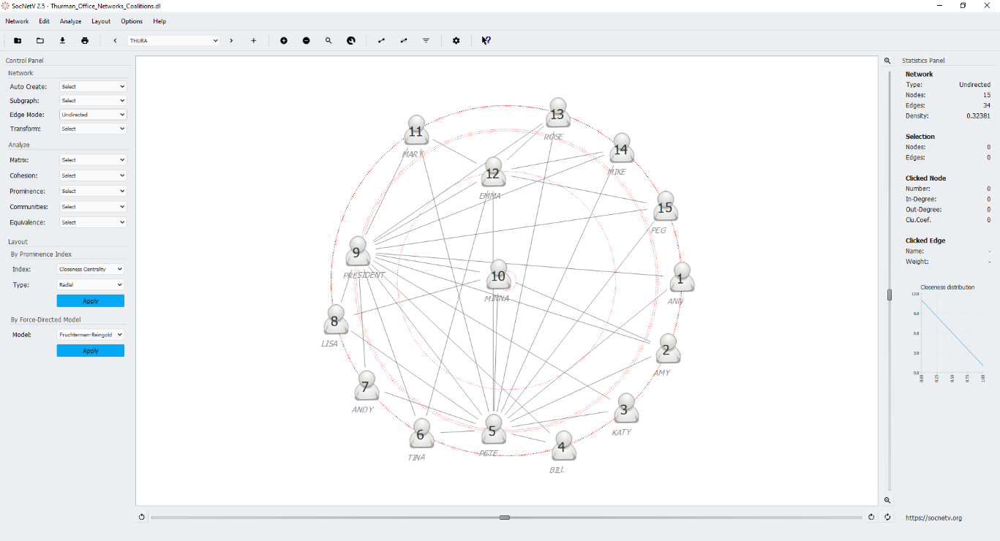 SocNetV 2.5 - Thurman_Office_Networks_Coalitions.dl
Network Edit Analyze Layout Options Help
THURA
Control Panel
Network
Auto Create: Select
Subgraph: Select
Edge Mode: Undirected
Transform: Select
Analyze
Matrix: Select
Cohesion: Select
Prominence: Select
Communities: Select
Equivalence: Select
Layout
By Prominence Index
Index: Closeness Centrality
Type: Radial
Apply
By Force-Directed Model
Model: Fruchterman-Reingold
Apply
13
ROSE
11
MARY
14
MIKE
12
EMMA
15
PEG
9
PRESIDENT
10
MINNA
1
ANN
8
LISA
2
AMY
7
ANDY
3
KATY
6
TINA
5
PETE
4
BILL
Statistics Panel
Network
Type: Undirected
Nodes: 15
Edges: 34
Density: 0.32381
Selection
Nodes: 0
Edges: 0
Clicked Node
Number: 0
In-Degree: 0
Out-Degree: 0
Clu.Coef. 0
Clicked Edge
Name: -
Weight: -
Closeness distribution
12.0
9.0
6.0
3.0
0.0
0.00 0.25 0.50 0.75 1.00
https://socnetv.org